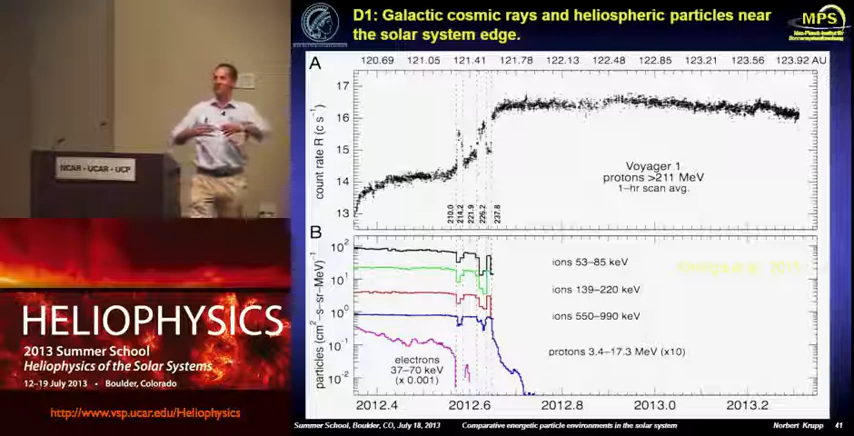 D1: Galactic cosmic rays and heliospheric particles near
the solar system edge.
MPS
Max-Planck-Institut für
Sonnensystemforschung
A
120.69 121.05 121.41 121.78 122.13 122.48 122.85 123.21 123.56 123.92 AU
17
16
15
14
13
count rate R (c s⁻¹)
Voyager 1
protons >211 MeV
1-hr scan avg.
210.0
214.2
221.9
226.2
237.8
NCAR • UCAR • UCP
B
10²
10¹
10⁰
10⁻¹
10⁻²
particles (cm²–s–sr–MeV)⁻¹
ions 53–85 keV
ions 139–220 keV
ions 550–990 keV
protons 3.4–17.3 MeV (x10)
electrons
37–70 keV
(x 0.001)
2012.4 2012.6 2012.8 2013.0 2013.2
HELIOPHYSICS
2013 Summer School
Heliophysics of the Solar Systems
12–19 July 2013 • Boulder, Colorado
http://www.vsp.ucar.edu/Heliophysics
Summer School, Boulder, CO, July 18, 2013 Comparative energetic particle environments in the solar system Norbert Krupp 41